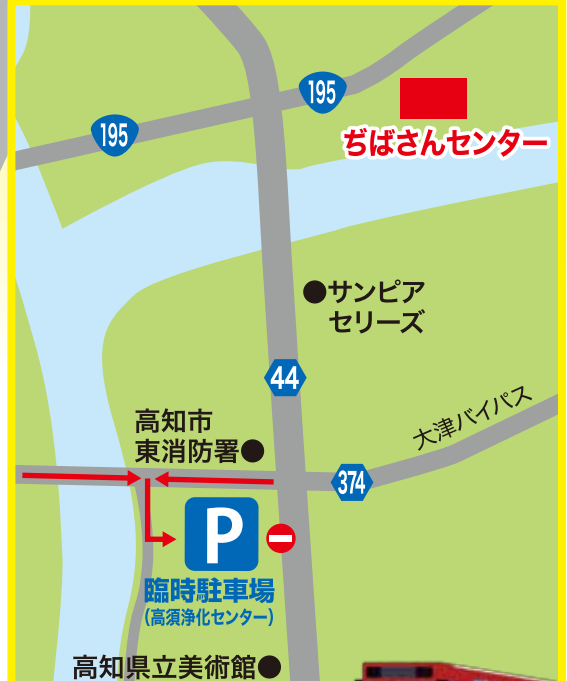 195
195
ぢばさんセンター
サンピア
セリーズ
44
高知市
東消防署
大津バイパス
374
P
臨時駐車場
(高須浄化センター)
高知県立美術館